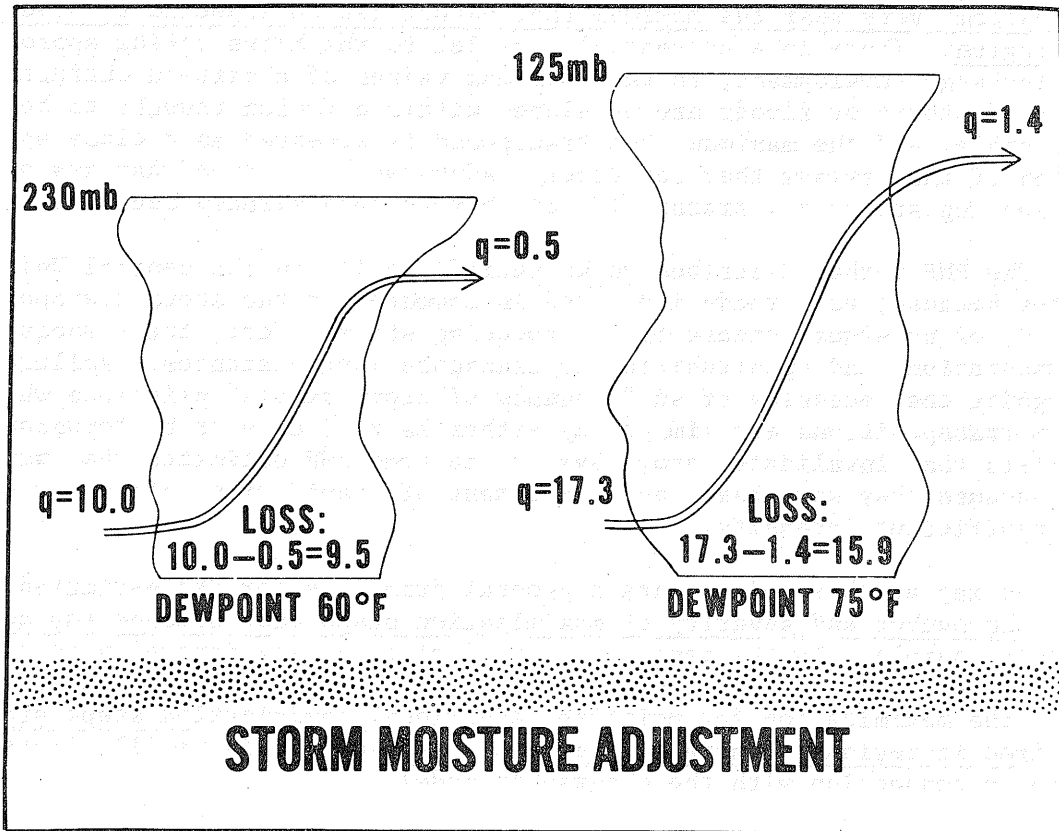 125mb
q=1.4
230mb
q=0.5
q=10.0
LOSS:
10.0–0.5=9.5
DEWPOINT 60°F
q=17.3
LOSS:
17.3–1.4=15.9
DEWPOINT 75°F
STORM MOISTURE ADJUSTMENT